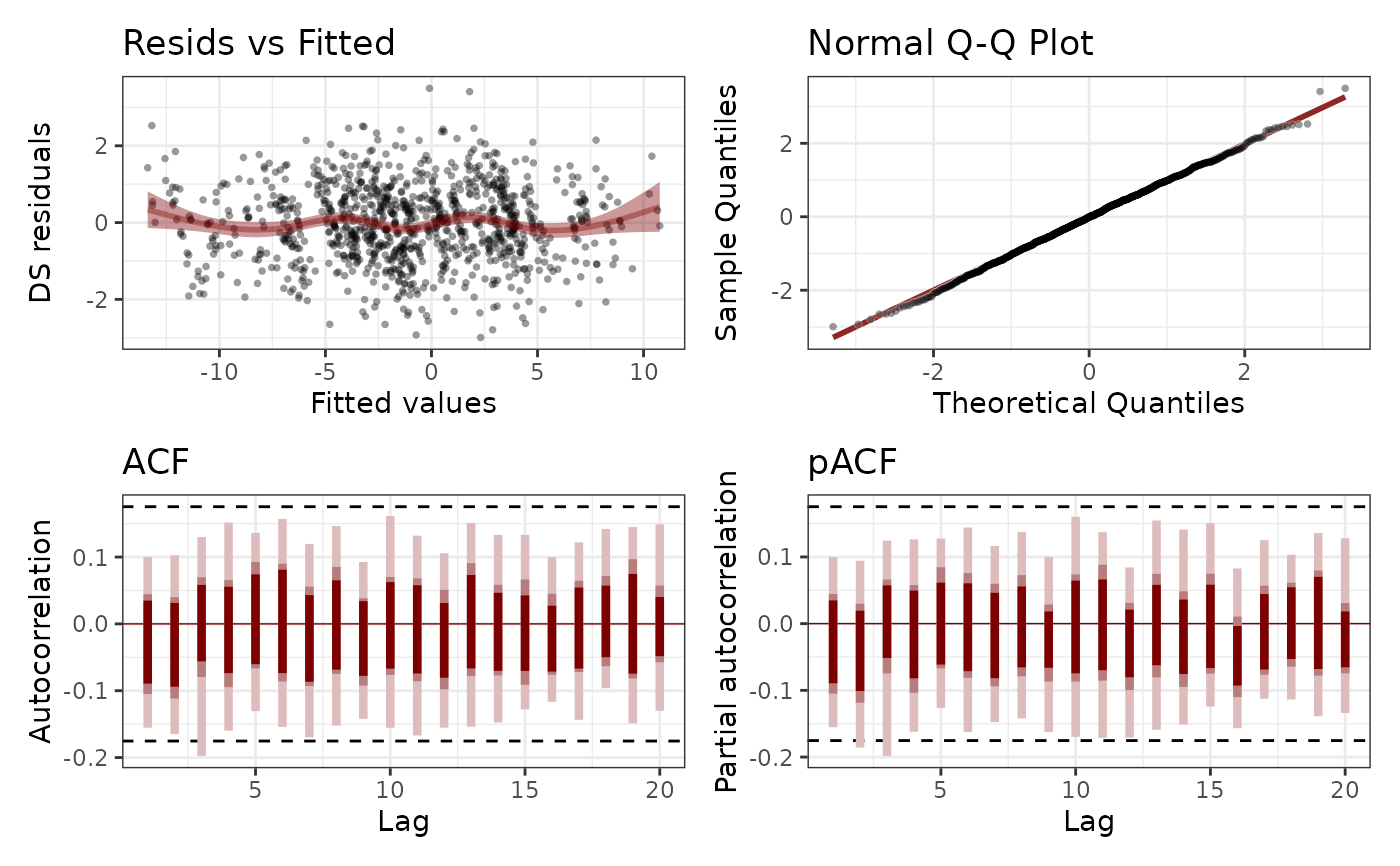 Resids vs Fitted
DS residuals
2
0
-2
-10
-5
0
5
10
Fitted values
Normal Q-Q Plot
Sample Quantiles
2
0
-2
-2
0
2
Theoretical Quantiles
ACF
Autocorrelation
0.1
0.0
-0.1
-0.2
5
10
15
20
Lag
pACF
Partial autocorrelation
0.1
0.0
-0.1
-0.2
5
10
15
20
Lag